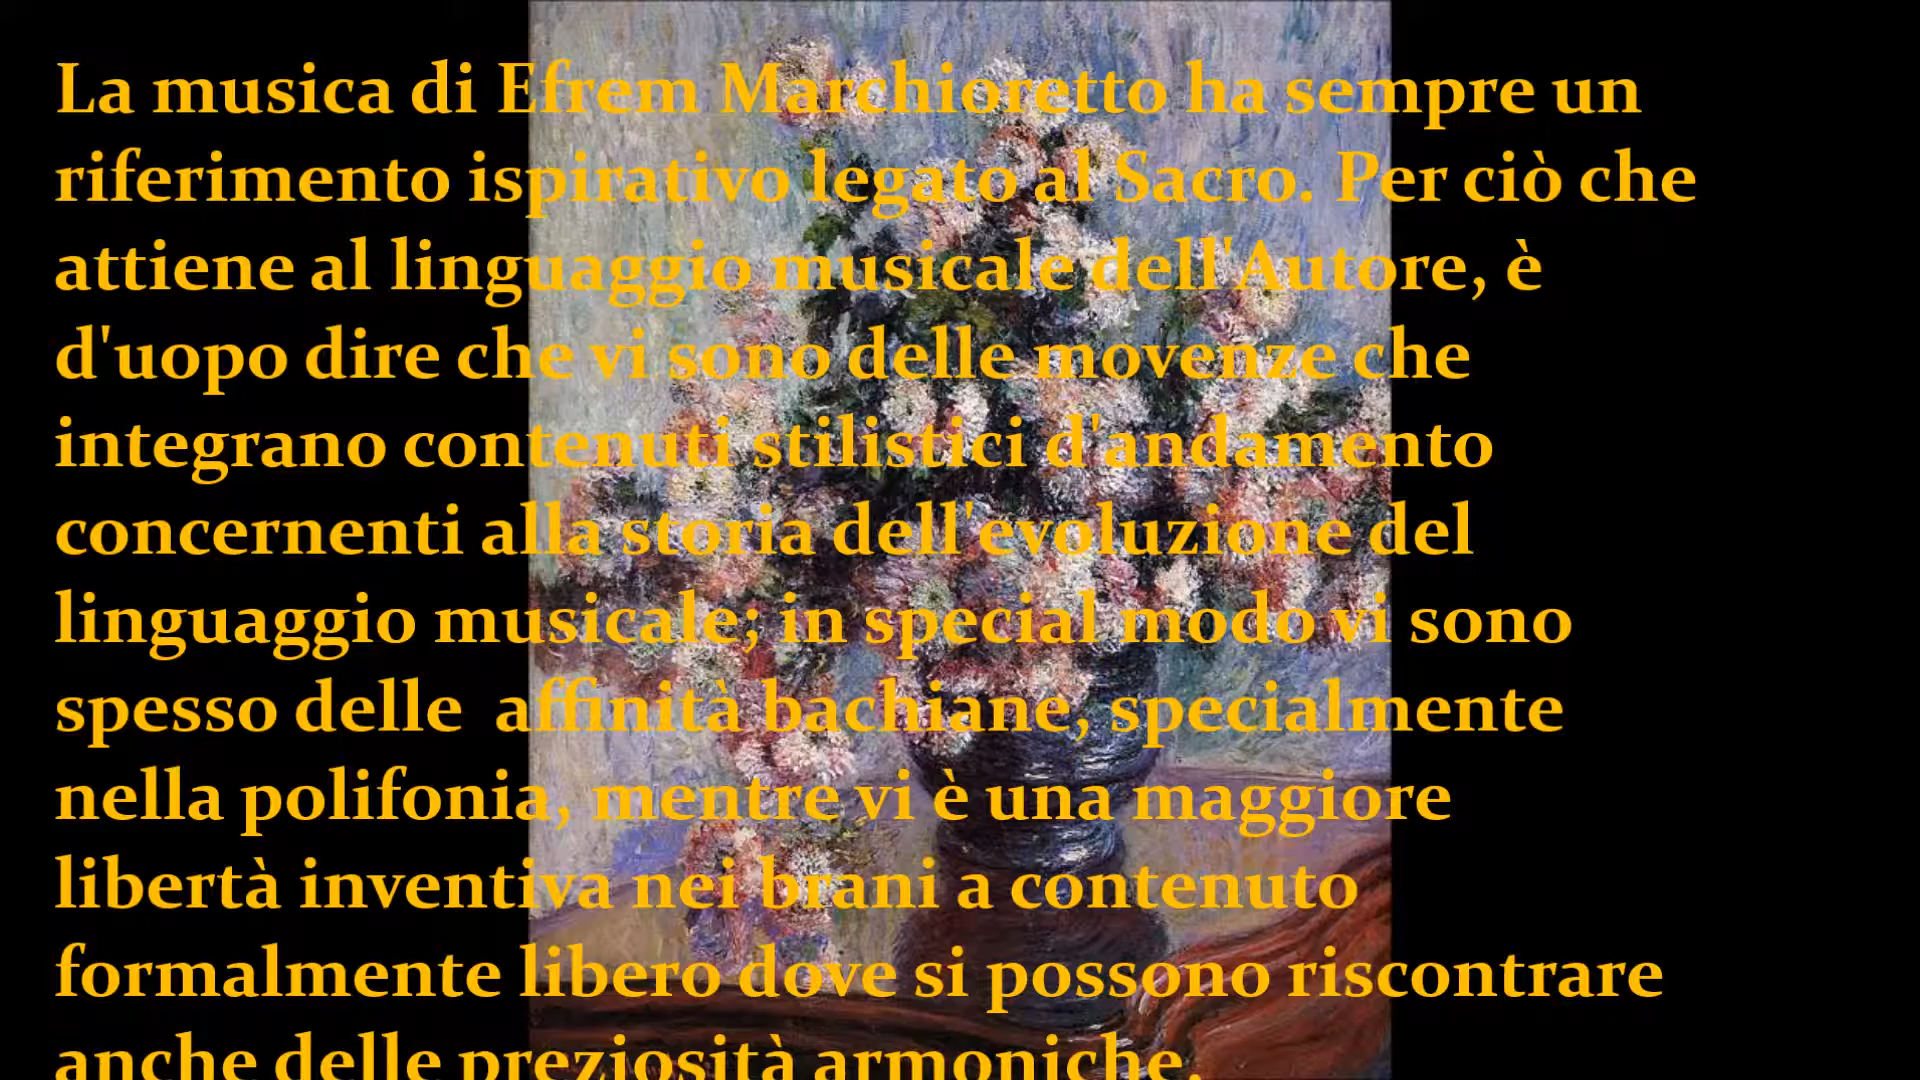 La musica di Efrem Marchioretto ha sempre un
riferimento ispirativo legato al Sacro. Per ciò che
attiene al linguaggio musicale dell'Autore, è
d'uopo dire che vi sono delle movenze che
integrano contenuti stilistici d'andamento
concernenti alla storia dell'evoluzione del
linguaggio musicale; in special modo vi sono
spesso delle  affinità bachiane, specialmente
nella polifonia, mentre vi è una maggiore
libertà inventiva nei brani a contenuto
formalmente libero dove si possono riscontrare
anche delle preziosità armoniche.